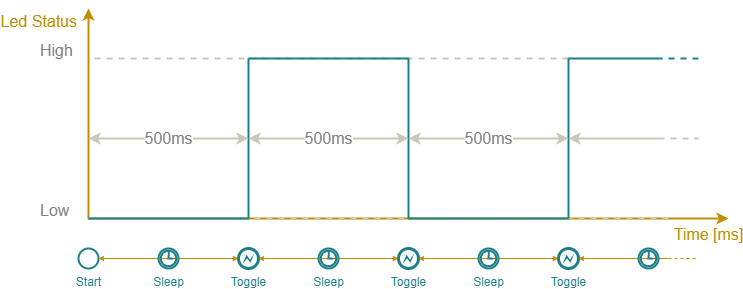 Led Status
High
500ms 500ms 500ms
Low
Time [ms]
Start Sleep Toggle Sleep Toggle Sleep Toggle